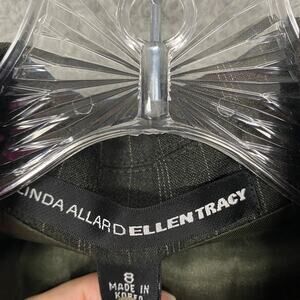 LINDA ALLARD ELLEN TRACY
8
MADE IN
KOREA